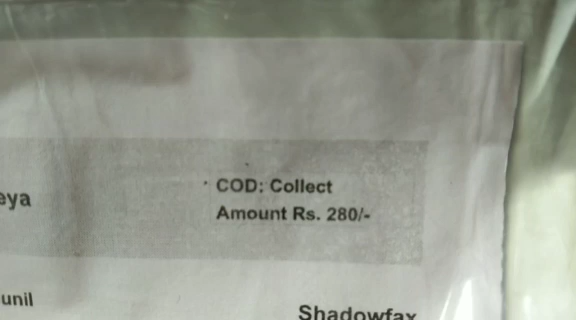 COD: Collect
eya
Amount Rs. 280/-
unil
Shadowfax